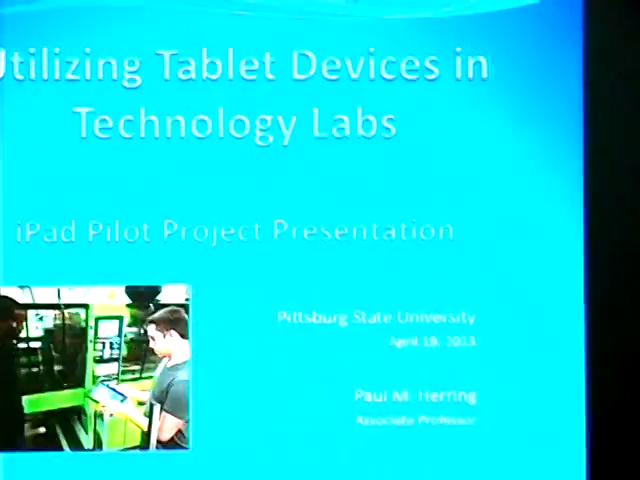 Utilizing Tablet Devices in
Technology Labs
iPad Pilot Project Presentation
Pittsburg State University
April 18, 2013
Paul M. Herring
Associate Professor